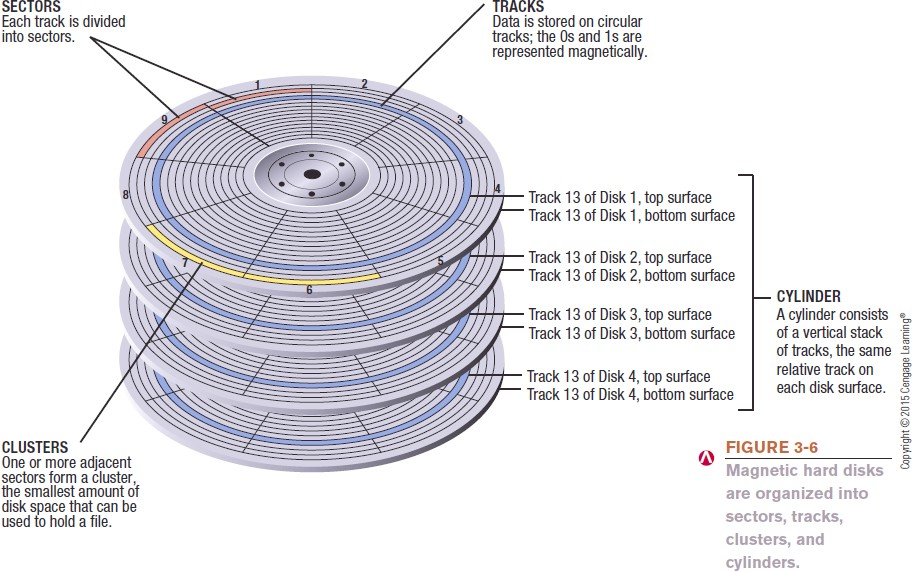 SECTORS
Each track is divided
into sectors.
TRACKS
Data is stored on circular
tracks; the 0s and 1s are
represented magnetically.
1
2
3
4
5
6
7
8
9
Track 13 of Disk 1, top surface
Track 13 of Disk 1, bottom surface
Track 13 of Disk 2, top surface
Track 13 of Disk 2, bottom surface
Track 13 of Disk 3, top surface
Track 13 of Disk 3, bottom surface
Track 13 of Disk 4, top surface
Track 13 of Disk 4, bottom surface
CYLINDER
A cylinder consists
of a vertical stack
of tracks, the same
relative track on
each disk surface.
CLUSTERS
One or more adjacent
sectors form a cluster,
the smallest amount of
disk space that can be
used to hold a file.
FIGURE 3-6
Magnetic hard disks
are organized into
sectors, tracks,
clusters, and
cylinders.
Copyright © 2015 Cengage Learning®